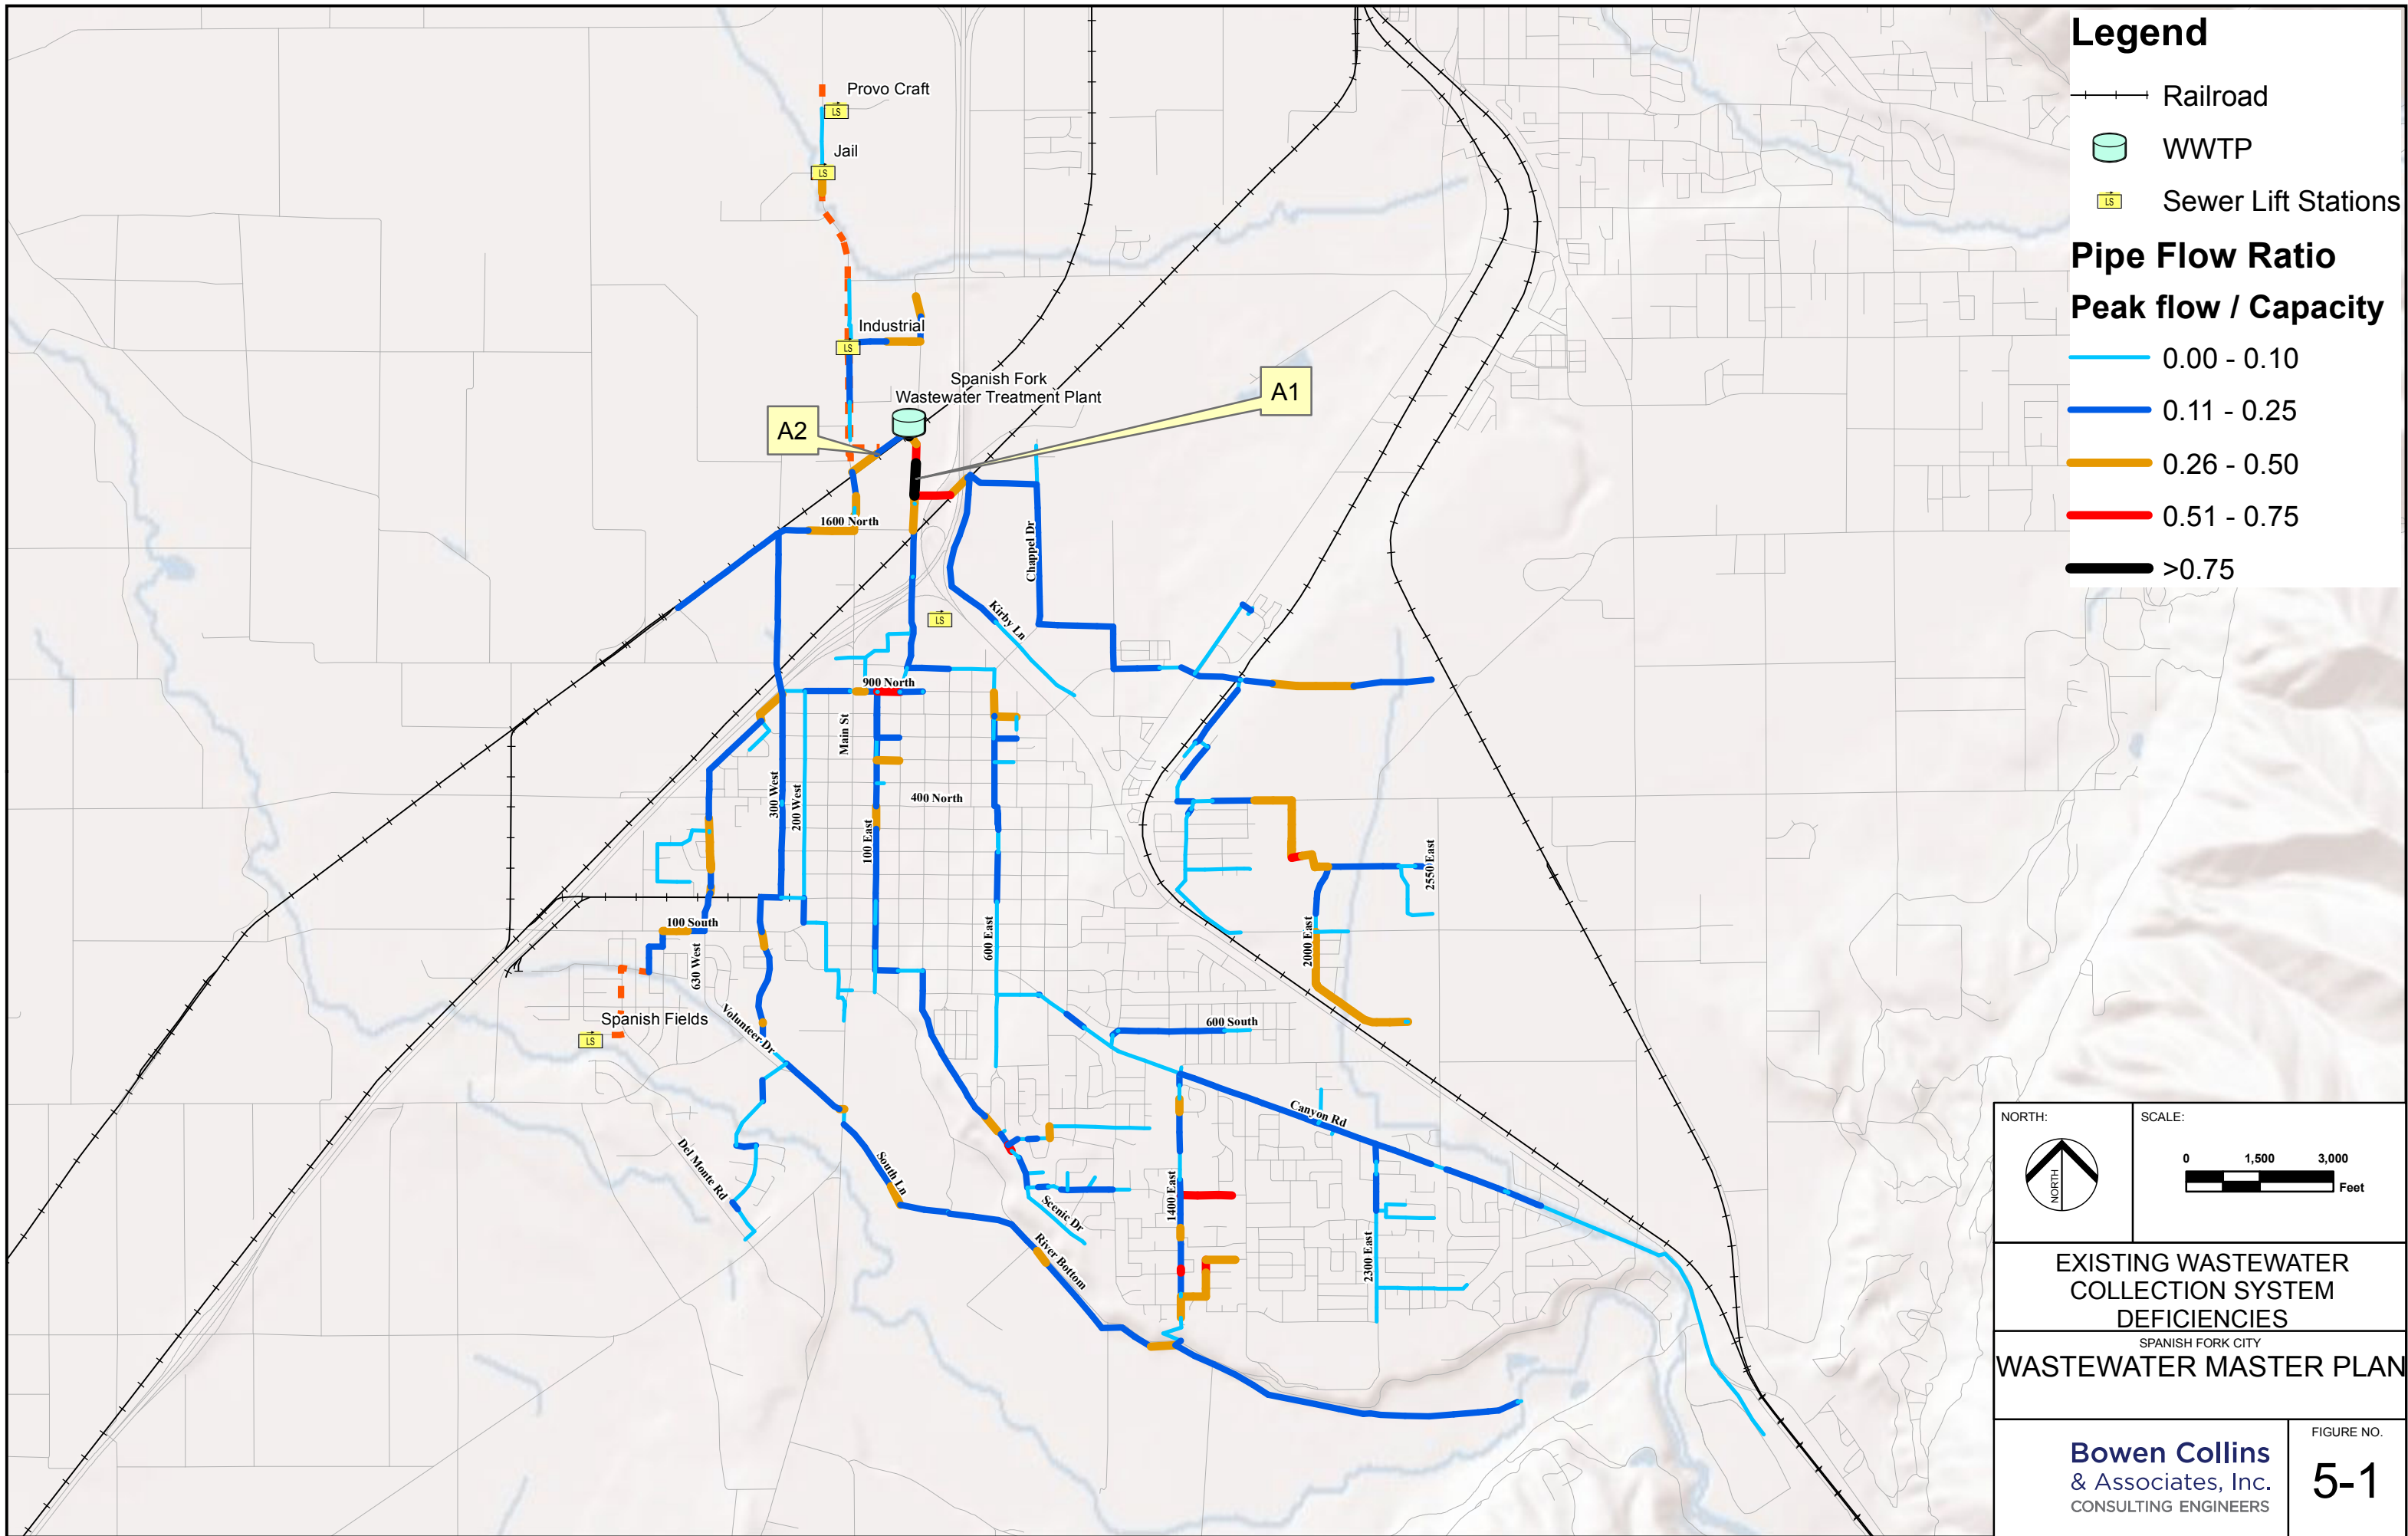 Legend
Railroad
WWTP
LS
Sewer Lift Stations
Pipe Flow Ratio
Peak flow / Capacity
0.00 - 0.10
0.11 - 0.25
0.26 - 0.50
0.51 - 0.75
>0.75
Provo Craft
LS
Jail
LS
Industrial
LS
Spanish Fork
Wastewater Treatment Plant
A1
A2
1600 North
Chappel Dr
Kirby Ln
LS
900 North
Main St
300 West
200 West
400 North
100 East
2550 East
100 South
630 West
600 East
2000 East
Spanish Fields
LS
Volunteer Dr
600 South
Canyon Rd
Del Monte Rd
South Ln
Scenic Dr
1400 East
River Bottom
2300 East
NORTH:
NORTH
SCALE:
0 1,500 3,000
Feet
EXISTING WASTEWATER
COLLECTION SYSTEM
DEFICIENCIES
SPANISH FORK CITY
WASTEWATER MASTER PLAN
Bowen Collins
& Associates, Inc.
CONSULTING ENGINEERS
FIGURE NO.
5-1